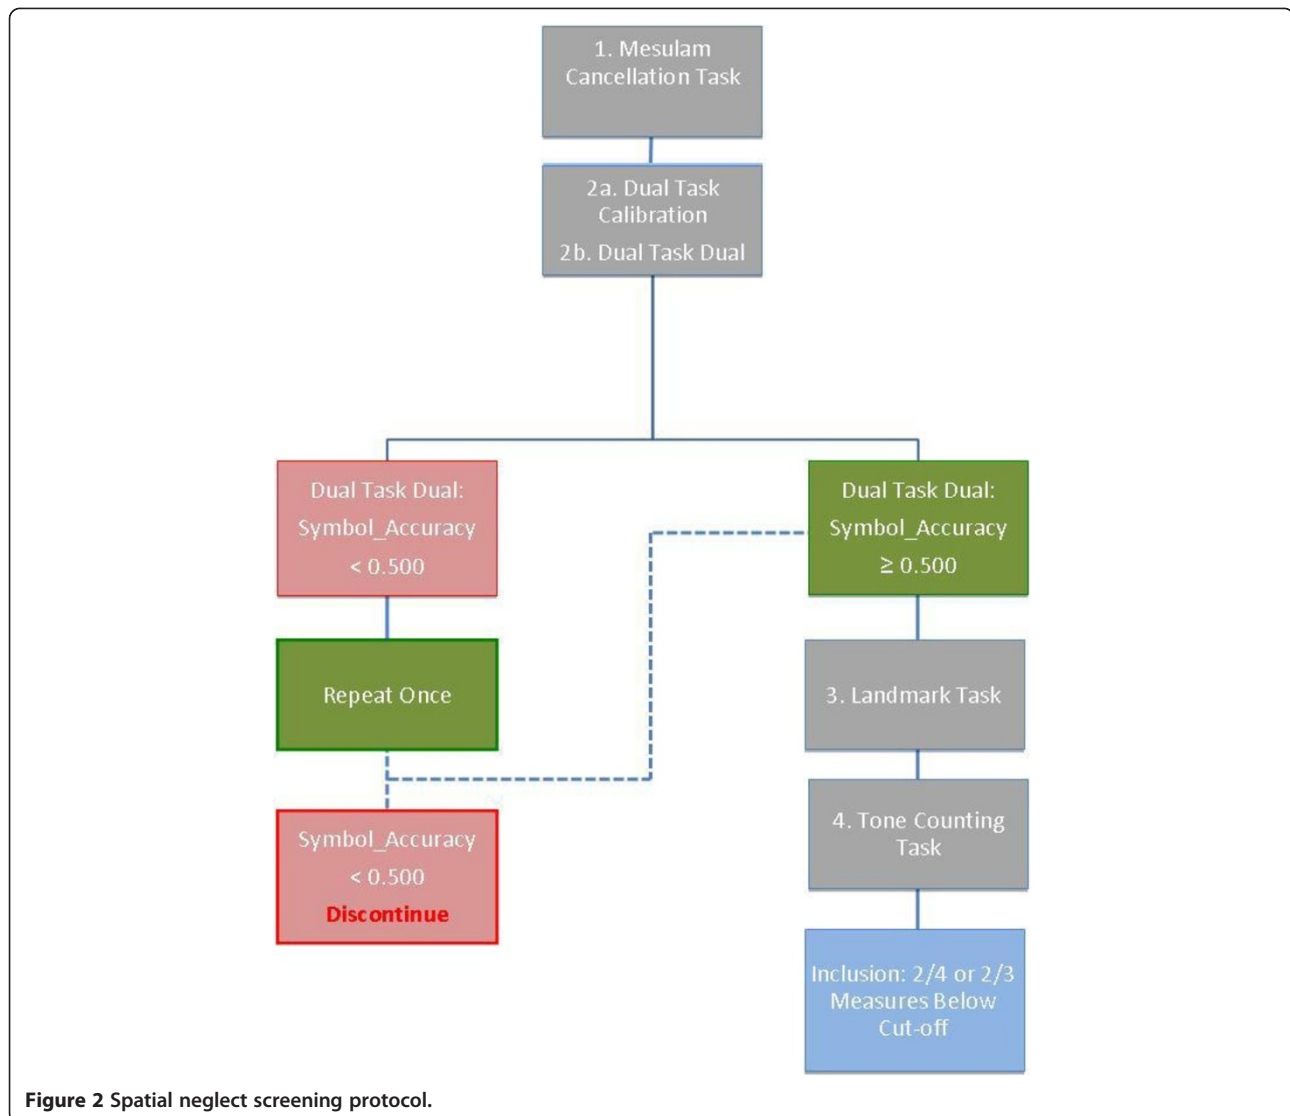 1. Mesulam
Cancellation Task
2a. Dual Task
Calibration
2b. Dual Task Dual
Dual Task Dual:
Symbol_Accuracy
< 0.500
Dual Task Dual:
Symbol_Accuracy
≥ 0.500
Repeat Once
3. Landmark Task
Symbol_Accuracy
< 0.500
Discontinue
4. Tone Counting
Task
Inclusion: 2/4 or 2/3
Measures Below
Cut-off
Figure 2 Spatial neglect screening protocol.